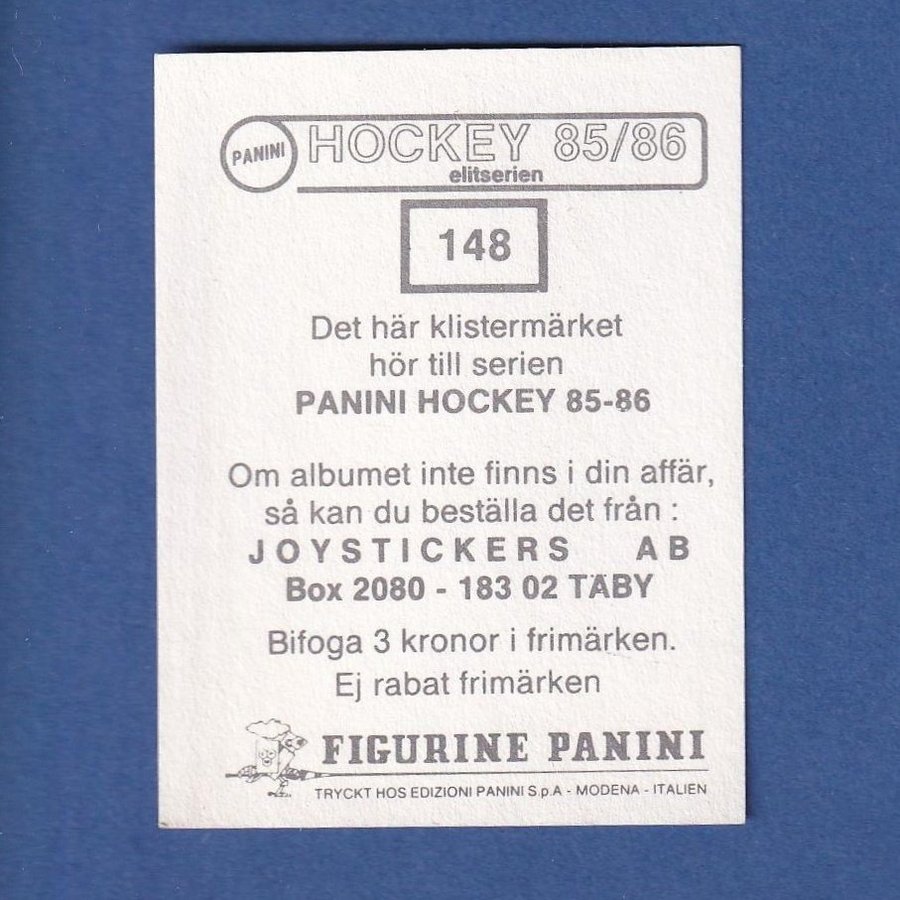 PANINI HOCKEY 85/86
elitserien
148
Det här klistermärket
hör till serien
PANINI HOCKEY 85-86
Om albumet inte finns i din affär,
så kan du beställa det från :
JOYSTICKERS AB
Box 2080 - 183 02 TABY
Bifoga 3 kronor i frimärken.
Ej rabat frimärken
FIGURINE PANINI
TRYCKT HOS EDIZIONI PANINI S.p.A - MODENA - ITALIEN